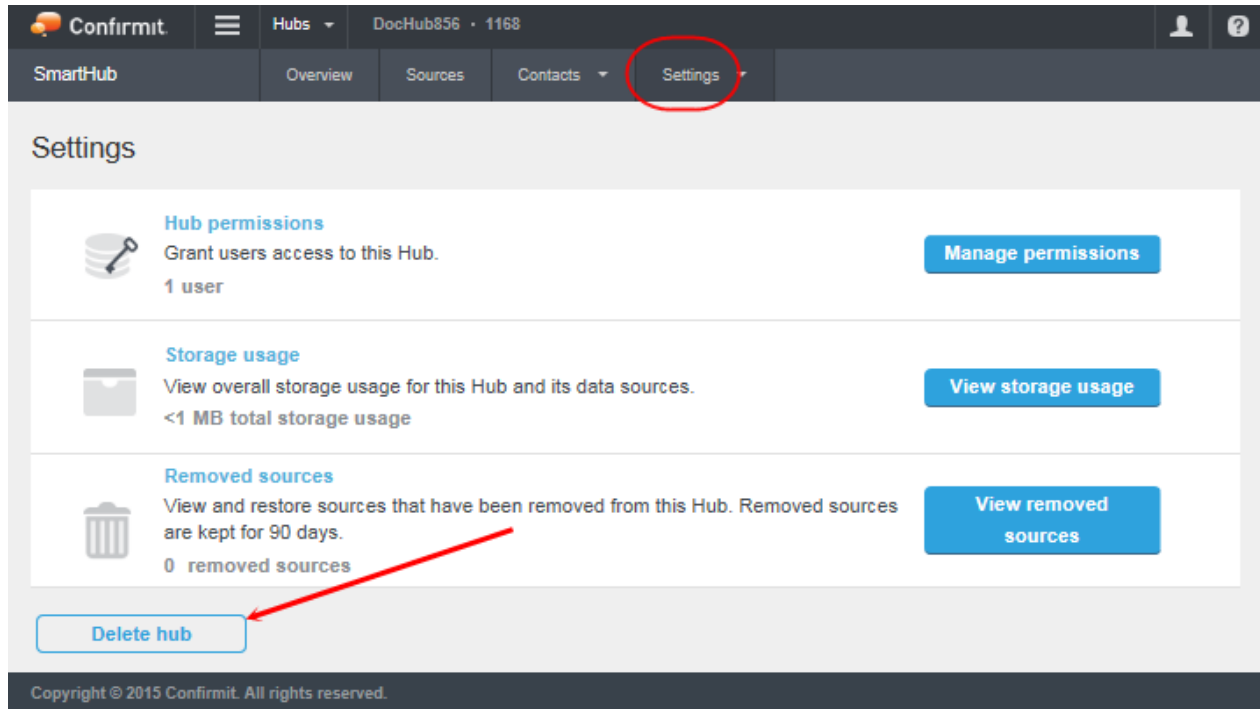 Confirmit. Hubs DocHub856 · 1168
SmartHub Overview Sources Contacts Settings
Settings
Hub permissions
Grant users access to this Hub.
1 user
Manage permissions
Storage usage
View overall storage usage for this Hub and its data sources.
<1 MB total storage usage
View storage usage
Removed sources
View and restore sources that have been removed from this Hub. Removed sources
are kept for 90 days.
0 removed sources
View removed
sources
Delete hub
Copyright © 2015 Confirmit. All rights reserved.